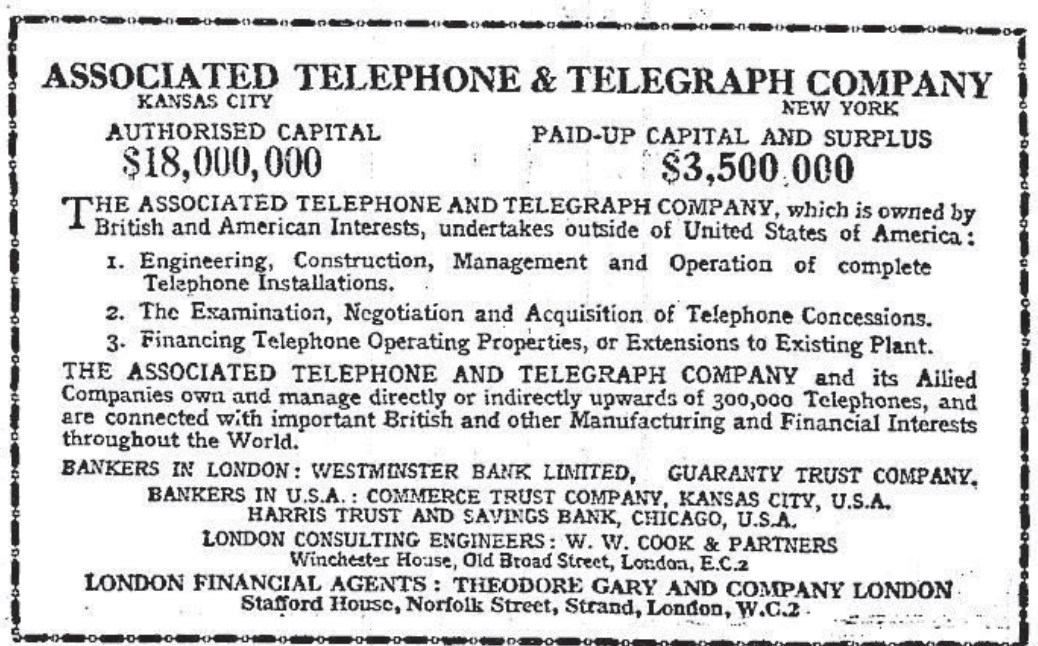 ASSOCIATED TELEPHONE & TELEGRAPH COMPANY
KANSAS CITY NEW YORK
AUTHORISED CAPITAL PAID-UP CAPITAL AND SURPLUS
$18,000,000 $3,500,000
THE ASSOCIATED TELEPHONE AND TELEGRAPH COMPANY, which is owned by
British and American Interests, undertakes outside of United States of America:
1. Engineering, Construction, Management and Operation of complete
Telephone Installations.
2. The Examination, Negotiation and Acquisition of Telephone Concessions.
3. Financing Telephone Operating Properties, or Extensions to Existing Plant.
THE ASSOCIATED TELEPHONE AND TELEGRAPH COMPANY and its Allied
Companies own and manage directly or indirectly upwards of 300,000 Telephones, and
are connected with important British and other Manufacturing and Financial Interests
throughout the World.
BANKERS IN LONDON: WESTMINSTER BANK LIMITED, GUARANTY TRUST COMPANY.
BANKERS IN U.S.A.: COMMERCE TRUST COMPANY, KANSAS CITY, U.S.A.
HARRIS TRUST AND SAVINGS BANK, CHICAGO, U.S.A.
LONDON CONSULTING ENGINEERS: W. W. COOK & PARTNERS
Winchester House, Old Broad Street, London, E.C.2
LONDON FINANCIAL AGENTS: THEODORE GARY AND COMPANY LONDON
Stafford House, Norfolk Street, Strand, London, W.C.2